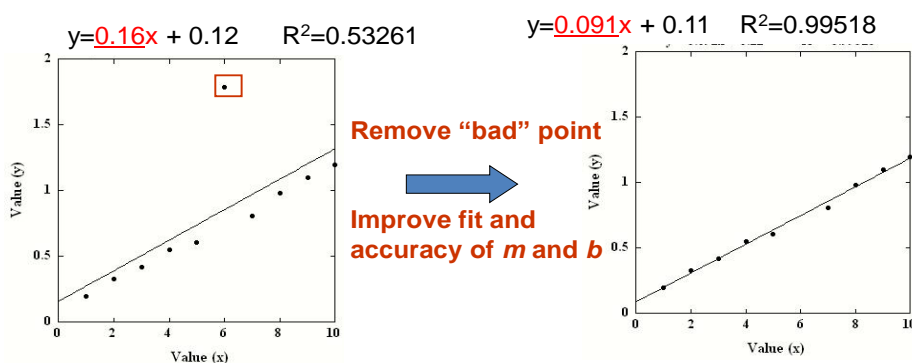 y=0.16x + 0.12 R²=0.53261
2
1.5
1
0.5
0
0 2 4 6 8 10
Value (y)
Value (x)
Remove “bad” point
Improve fit and
accuracy of m and b
y=0.091x + 0.11 R²=0.99518
2
1.5
1
0.5
0
0 2 4 6 8 10
Value (y)
Value (x)